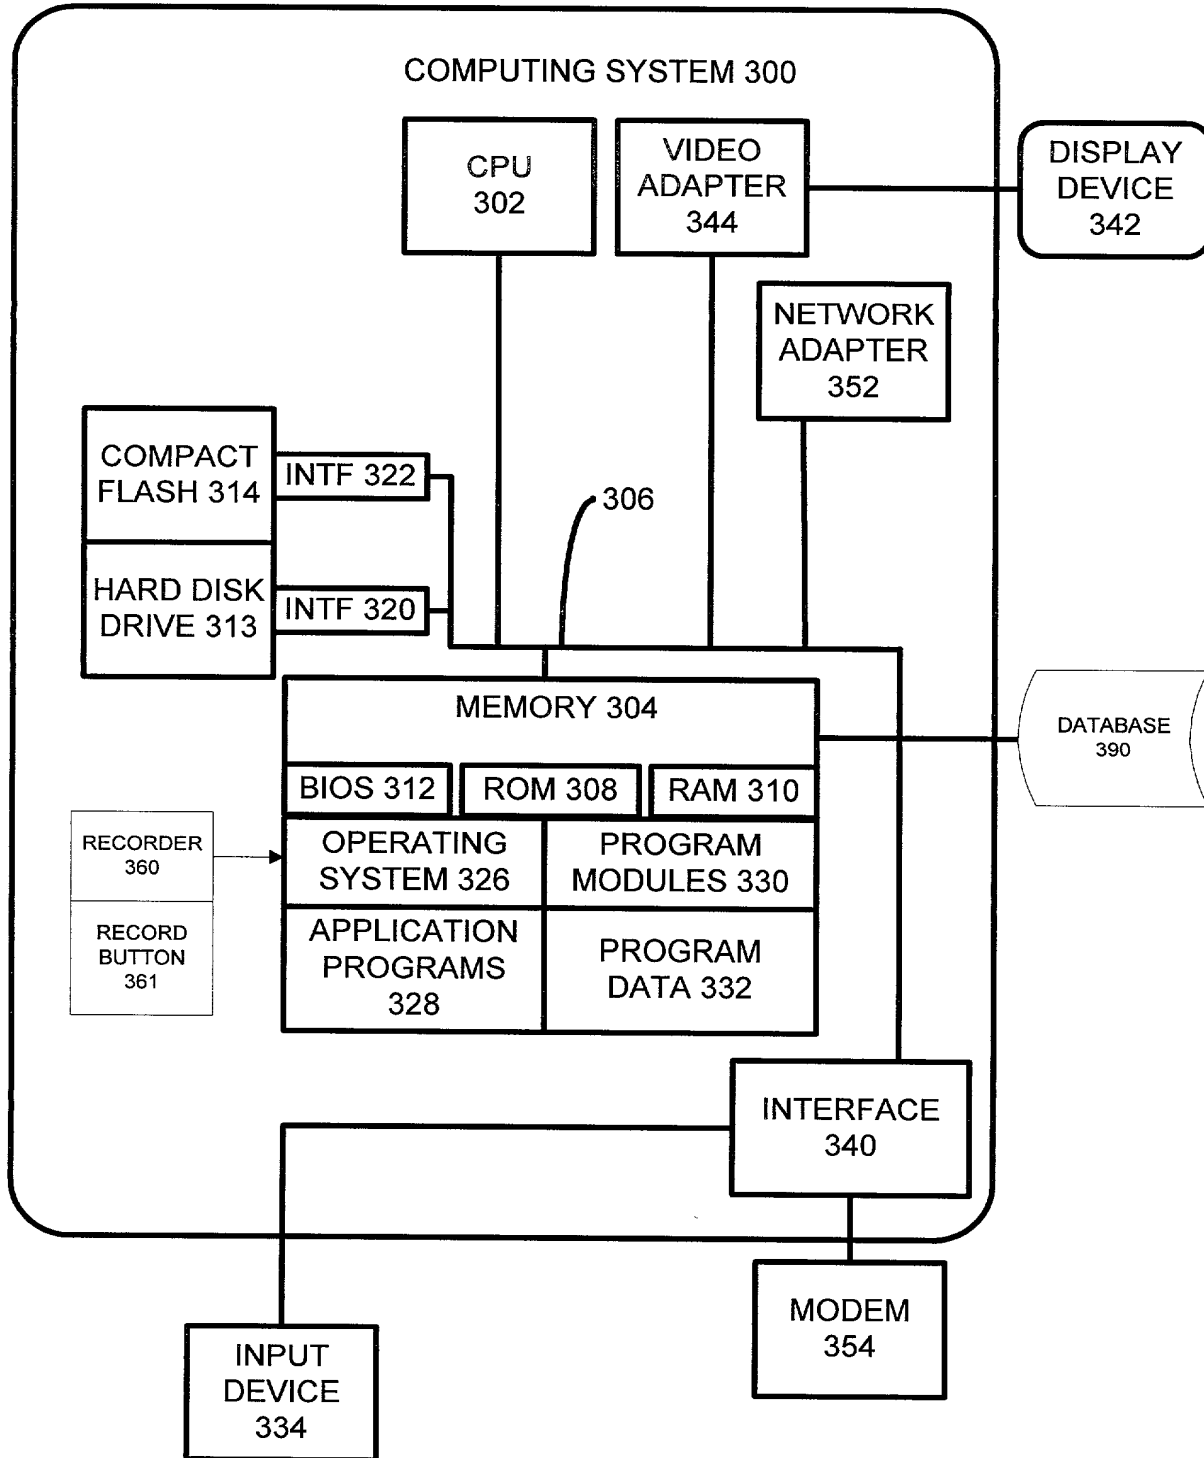 COMPUTING SYSTEM 300
CPU
302
VIDEO
ADAPTER
344
DISPLAY
DEVICE
342
NETWORK
ADAPTER
352
COMPACT
FLASH 314
INTF 322
306
HARD DISK
DRIVE 313
INTF 320
MEMORY 304
DATABASE
390
BIOS 312
ROM 308
RAM 310
RECORDER
360
OPERATING
SYSTEM 326
PROGRAM
MODULES 330
RECORD
BUTTON
361
APPLICATION
PROGRAMS
328
PROGRAM
DATA 332
INTERFACE
340
MODEM
354
INPUT
DEVICE
334